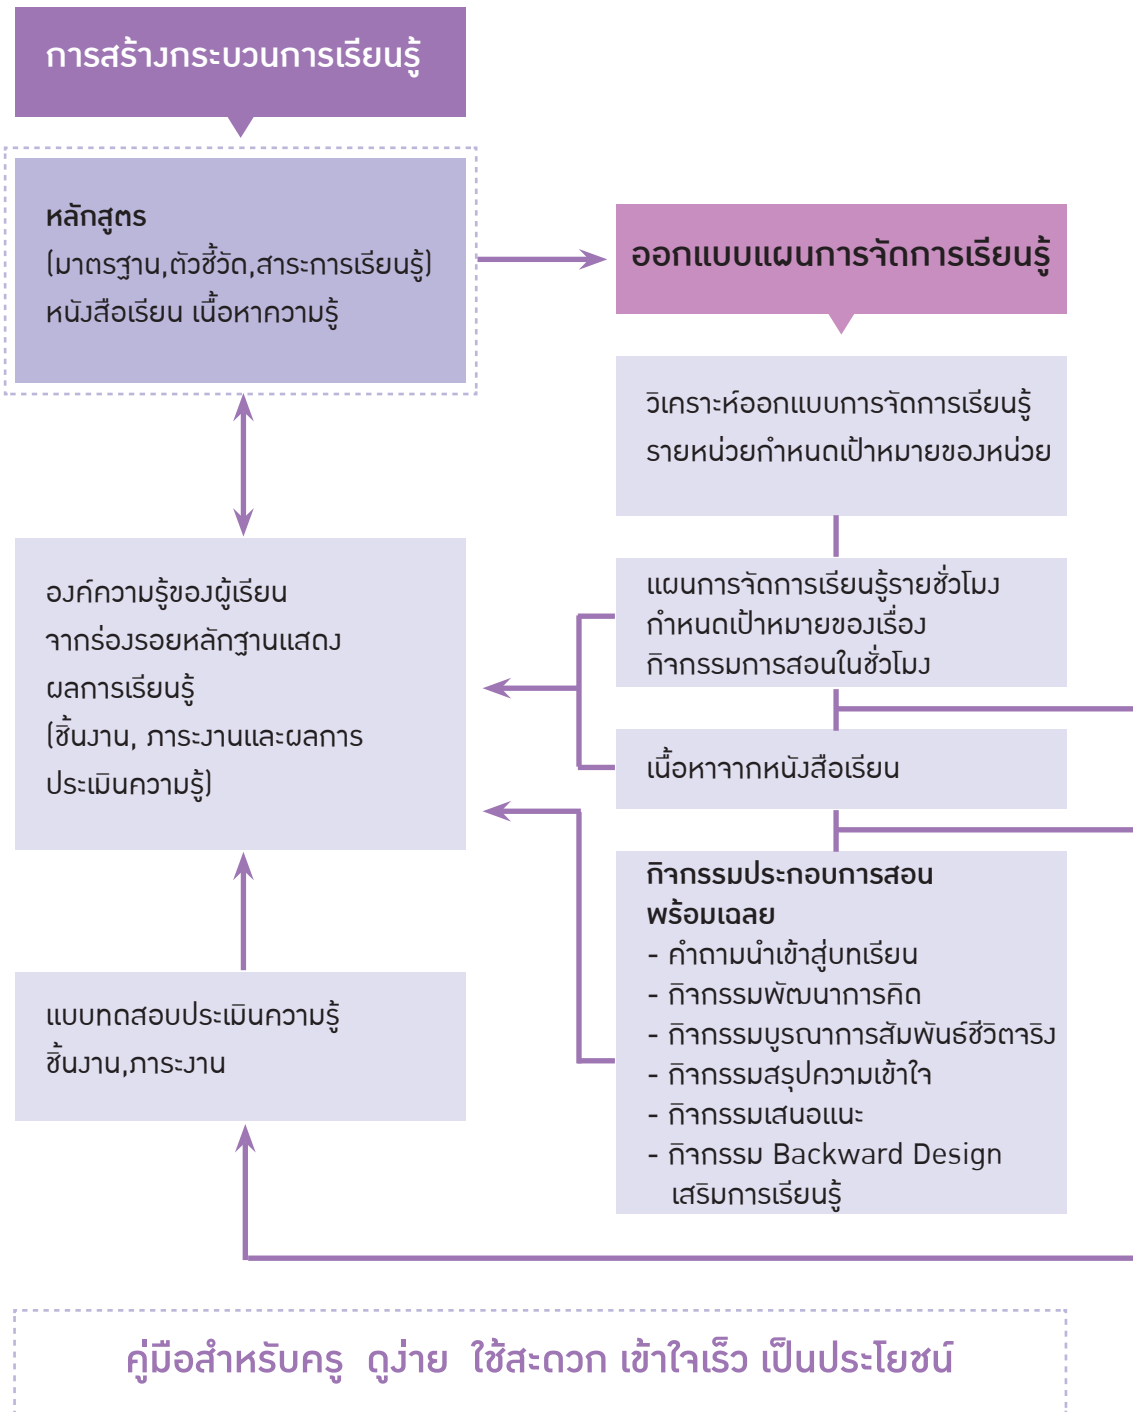 การสร้างกระบวนการเรียนรู้
หลักสูตร
(มาตรฐาน,ตัวชี้วัด,สาระการเรียนรู้)
หนังสือเรียน เนื้อหาความรู้
องค์ความรู้ของผู้เรียน
จากร่องรอยหลักฐานแสดง
ผลการเรียนรู้
(ชิ้นงาน, ภาระงานและผลการ
ประเมินความรู้)
แบบทดสอบประเมินความรู้
ชิ้นงาน,ภาระงาน
ออกแบบแผนการจัดการเรียนรู้
วิเคราะห์ออกแบบการจัดการเรียนรู้
รายหน่วยกำหนดเป้าหมายของหน่วย
แผนการจัดการเรียนรู้รายชั่วโมง
กำหนดเป้าหมายของเรื่อง
กิจกรรมการสอนในชั่วโมง
เนื้อหาจากหนังสือเรียน
กิจกรรมประกอบการสอน
พร้อมเฉลย
- คำถามนำเข้าสู่บทเรียน
- กิจกรรมพัฒนาการคิด
- กิจกรรมบูรณาการสัมพันธ์ชีวิตจริง
- กิจกรรมสรุปความเข้าใจ
- กิจกรรมเสนอแนะ
- กิจกรรม Backward Design
เสริมการเรียนรู้
คู่มือสำหรับครู ดูง่าย ใช้สะดวก เข้าใจเร็ว เป็นประโยชน์